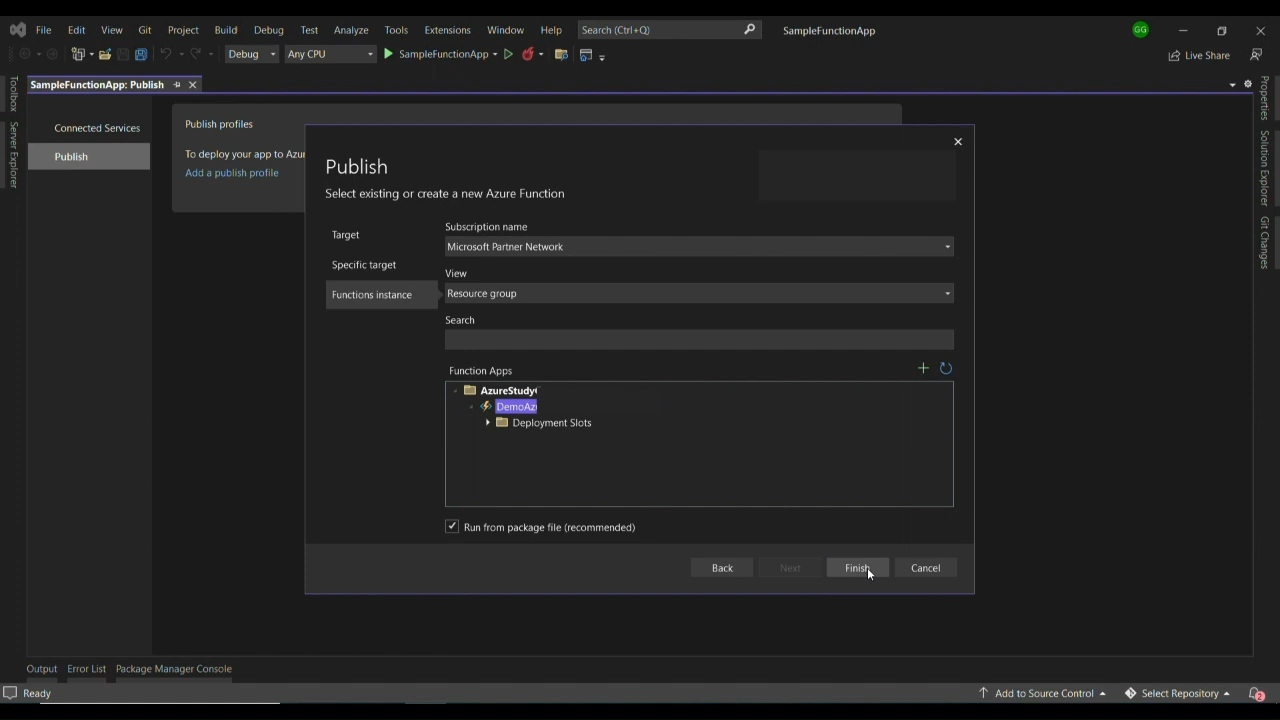 File Edit View Git Project Build Debug Test Analyze Tools Extensions Window Help Search (Ctrl+Q) SampleFunctionApp GG
Debug Any CPU SampleFunctionApp Live Share
SampleFunctionApp: Publish
Toolbox
Server Explorer
Connected Services
Publish
Publish profiles
To deploy your app to
Add a publish profile
Publish
Select existing or create a new Azure Function
Target
Specific target
Functions instance
Subscription name
Microsoft Partner Network
View
Resource group
Search
Function Apps
AzureStudy
DemoAz
Deployment Slots
Run from package file (recommended)
Back Next Finish Cancel
Properties
Solution Explorer
Git Changes
Output Error List Package Manager Console
Ready Add to Source Control Select Repository 2